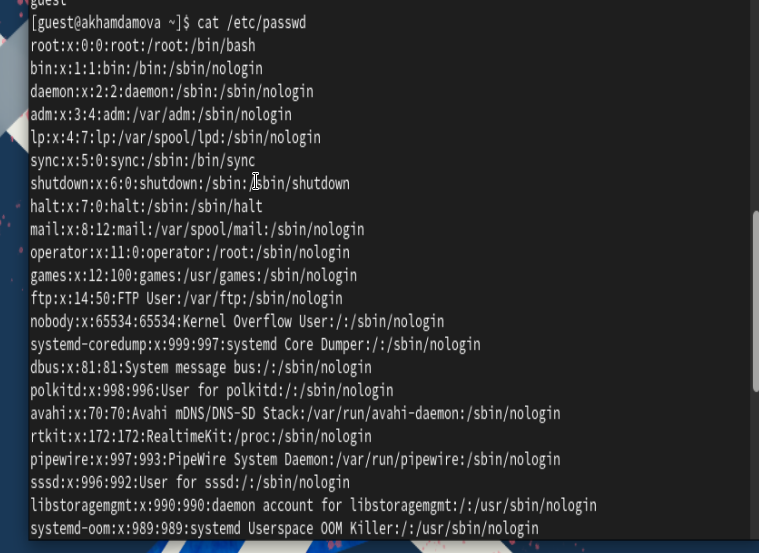 guest
[guest@akhamdamova ~]$ cat /etc/passwd
root:x:0:0:root:/root:/bin/bash
bin:x:1:1:bin:/bin:/sbin/nologin
daemon:x:2:2:daemon:/sbin:/sbin/nologin
adm:x:3:4:adm:/var/adm:/sbin/nologin
lp:x:4:7:lp:/var/spool/lpd:/sbin/nologin
sync:x:5:0:sync:/sbin:/bin/sync
shutdown:x:6:0:shutdown:/sbin:/sbin/shutdown
halt:x:7:0:halt:/sbin:/sbin/halt
mail:x:8:12:mail:/var/spool/mail:/sbin/nologin
operator:x:11:0:operator:/root:/sbin/nologin
games:x:12:100:games:/usr/games:/sbin/nologin
ftp:x:14:50:FTP User:/var/ftp:/sbin/nologin
nobody:x:65534:65534:Kernel Overflow User:/:/sbin/nologin
systemd-coredump:x:999:997:systemd Core Dumper:/:/sbin/nologin
dbus:x:81:81:System message bus:/:/sbin/nologin
polkitd:x:998:996:User for polkitd:/:/sbin/nologin
avahi:x:70:70:Avahi mDNS/DNS-SD Stack:/var/run/avahi-daemon:/sbin/nologin
rtkit:x:172:172:RealtimeKit:/proc:/sbin/nologin
pipewire:x:997:993:PipeWire System Daemon:/var/run/pipewire:/sbin/nologin
sssd:x:996:992:User for sssd:/:/sbin/nologin
libstoragemgmt:x:990:990:daemon account for libstoragemgmt:/:/usr/sbin/nologin
systemd-oom:x:989:989:systemd Userspace OOM Killer:/:/usr/sbin/nologin